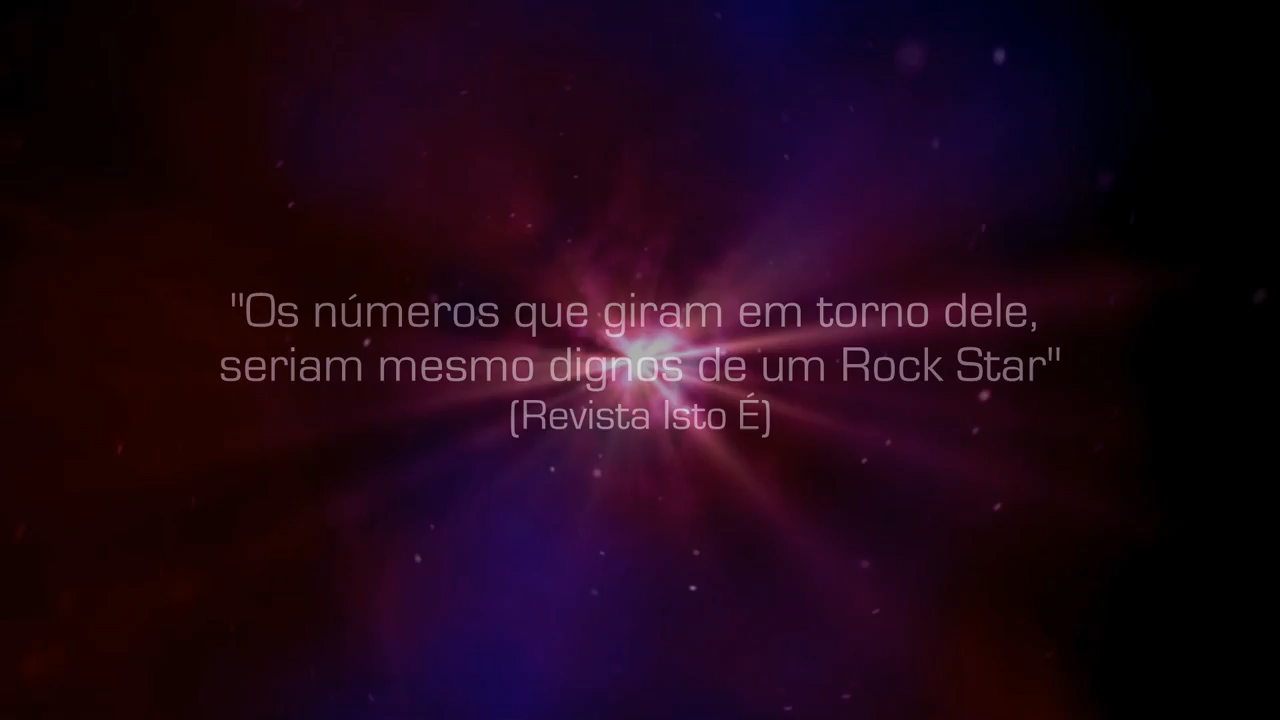 "Os números que giram em torno dele,
seriam mesmo dignos de um Rock Star"
(Revista Isto É)